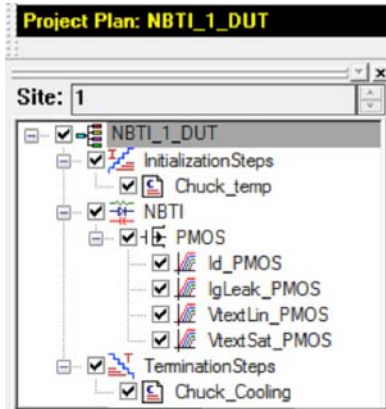 Project Plan: NBTI_1_DUT
Site: 1
NBTI_1_DUT
InitializationSteps
Chuck_temp
NBTI
PMOS
Id_PMOS
IgLeak_PMOS
VtextLin_PMOS
VtextSat_PMOS
TerminationSteps
Chuck_Cooling